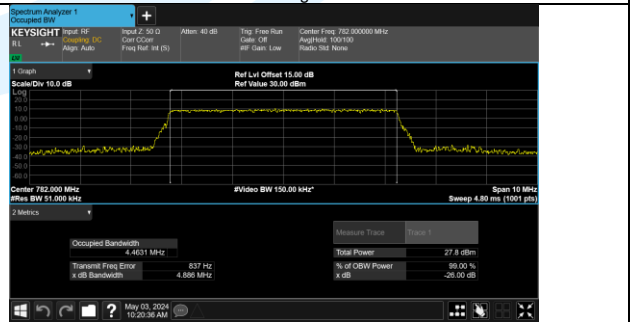 Spectrum Analyzer 1
Occupied BW
+
KEYSIGHT
R L
Input: RF
Coupling: DC
Align: Auto
Input Z: 50 Ω
Corr CCorr
Freq Ref: Int (S)
Atten: 40 dB
Trig: Free Run
Gate: Off
#IF Gain: Low
Center Freq: 782.000000 MHz
Avg|Hold: 100/100
Radio Std: None
1 Graph
Scale/Div 10.0 dB
Ref Lvl Offset 15.00 dB
Ref Value 30.00 dBm
Log
20.0
10.0
0.00
-10.0
-20.0
-30.0
-40.0
-50.0
-60.0
Center 782.000 MHz
#Res BW 51.000 kHz
#Video BW 150.00 kHz*
Span 10 MHz
Sweep 4.80 ms (1001 pts)
2 Metrics
Measure Trace
Trace 1
Occupied Bandwidth
4.4631 MHz
Total Power
27.8 dBm
Transmit Freq Error
837 Hz
% of OBW Power
99.00 %
x dB Bandwidth
4.886 MHz
x dB
-26.00 dB
?
May 03, 2024
10:20:36 AM